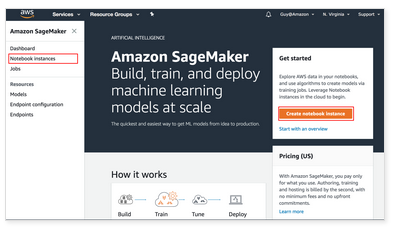 aws
Services
Resource Groups
Guy@Amazon
N. Virginia
Support
Amazon SageMaker
Dashboard
Notebook instances
Jobs
Resources
Models
Endpoint configuration
Endpoints
ARTIFICIAL INTELLIGENCE
Amazon SageMaker
Build, train, and deploy
machine learning
models at scale
The quickest and easiest way to get ML models from idea to production.
Get started
Explore AWS data in your notebooks,
and use algorithms to create models via
training jobs. Leverage Notebook
instances in the cloud to begin.
Create notebook instance
Start with an overview
Pricing (US)
With Amazon SageMaker, you pay only
for what you use. Authoring, training
and hosting is billed by the second, with
no minimum fees and no upfront
commitments.
Learn more
How it works
Build
Train
Tune
Deploy